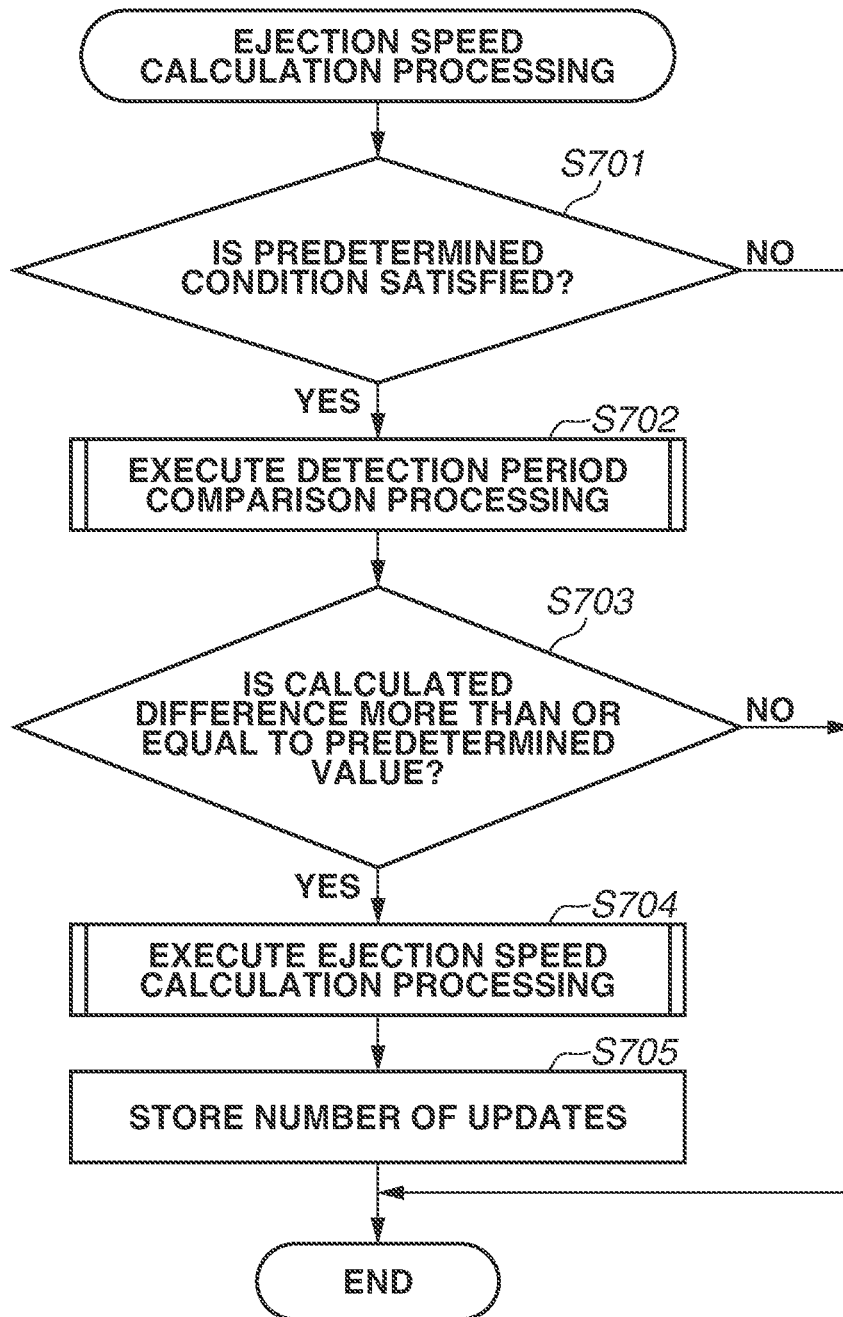 EJECTION SPEED
CALCULATION PROCESSING
S701
IS PREDETERMINED
CONDITION SATISFIED?
NO
YES
S702
EXECUTE DETECTION PERIOD
COMPARISON PROCESSING
S703
IS CALCULATED
DIFFERENCE MORE THAN OR
EQUAL TO PREDETERMINED
VALUE?
NO
YES
S704
EXECUTE EJECTION SPEED
CALCULATION PROCESSING
S705
STORE NUMBER OF UPDATES
END